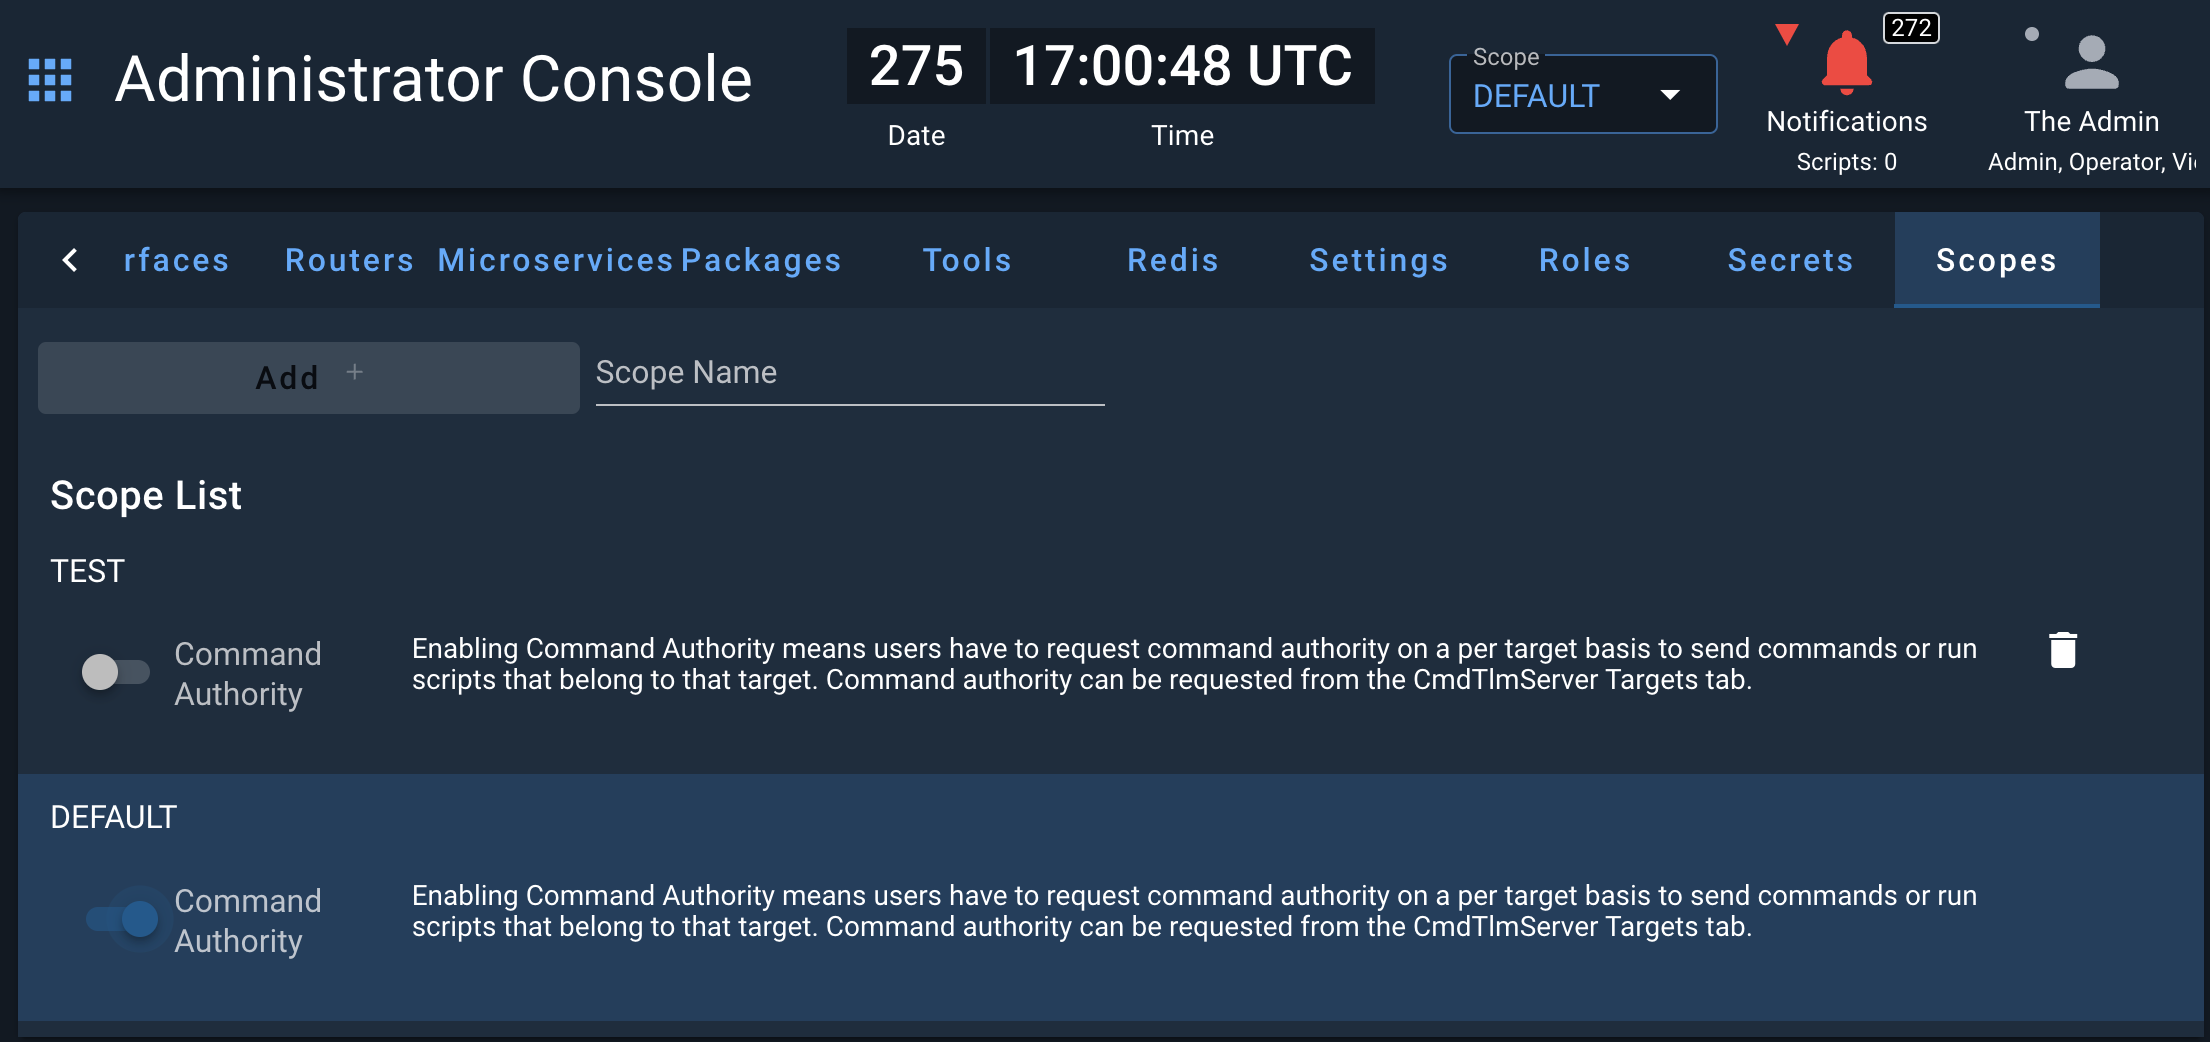 Administrator Console
275
17:00:48 UTC
Date
Time
Scope
DEFAULT
272
Notifications
Scripts: 0
The Admin
Admin, Operator, Vi
rfaces
Routers
Microservices
Packages
Tools
Redis
Settings
Roles
Secrets
Scopes
Add +
Scope Name
Scope List
TEST
Command
Authority
Enabling Command Authority means users have to request command authority on a per target basis to send commands or run
scripts that belong to that target. Command authority can be requested from the CmdTlmServer Targets tab.
DEFAULT
Command
Authority
Enabling Command Authority means users have to request command authority on a per target basis to send commands or run
scripts that belong to that target. Command authority can be requested from the CmdTlmServer Targets tab.